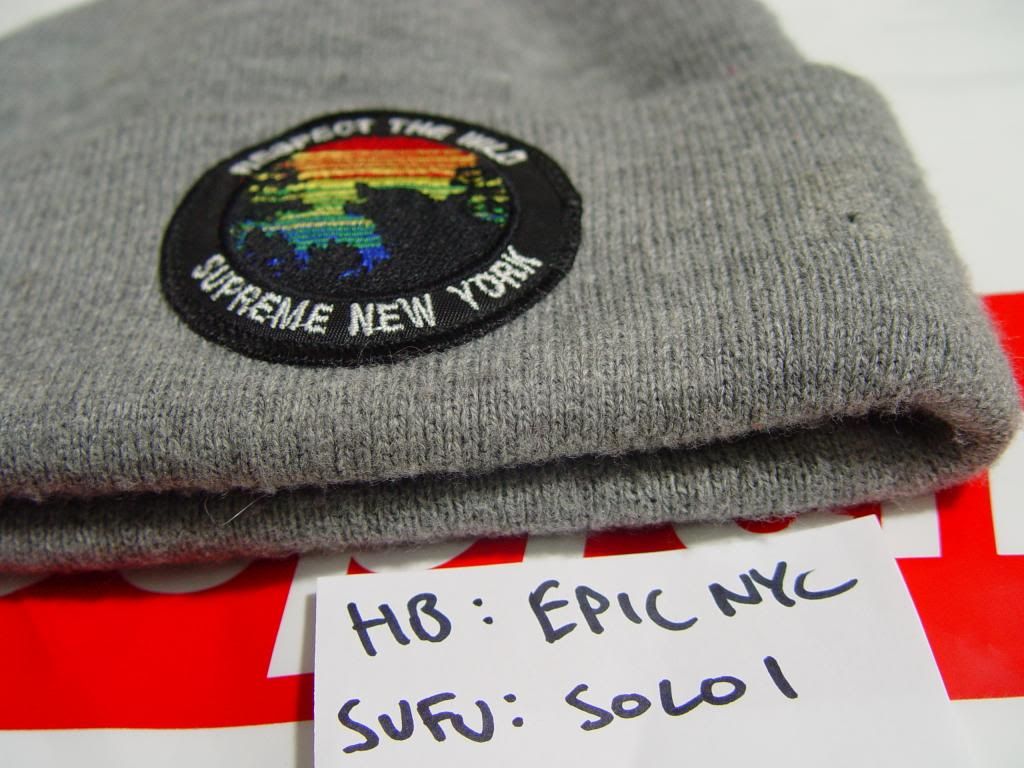 RESPECT THE WILD
SUPREME NEW YORK
HB: EPIC NYC
SUFU: SOLO1